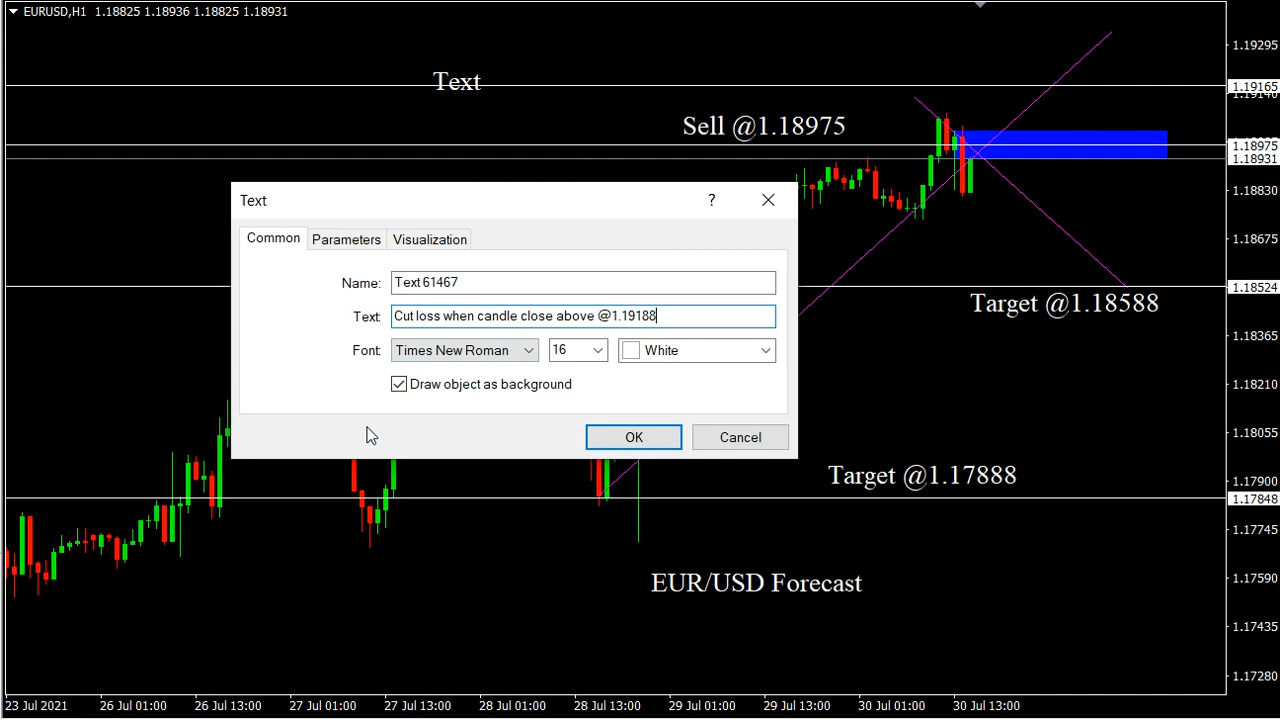 EURUSD,H1 1.18825 1.18936 1.18825 1.18931
1.19295
Text
1.19165
Sell @1.18975
1.18975
1.18931
1.18830
Text ?
Common Parameters Visualization
1.18675
Name: Text 61467
1.18524
Target @1.18588
Text: Cut loss when candle close above @1.19188
1.18365
Font: Times New Roman 16 White
Draw object as background
1.18210
OK Cancel
1.18055
Target @1.17888
1.17900
1.17848
1.17745
EUR/USD Forecast
1.17590
1.17435
1.17280
23 Jul 2021 26 Jul 01:00 26 Jul 13:00 27 Jul 01:00 27 Jul 13:00 28 Jul 01:00 28 Jul 13:00 29 Jul 01:00 29 Jul 13:00 30 Jul 01:00 30 Jul 13:00